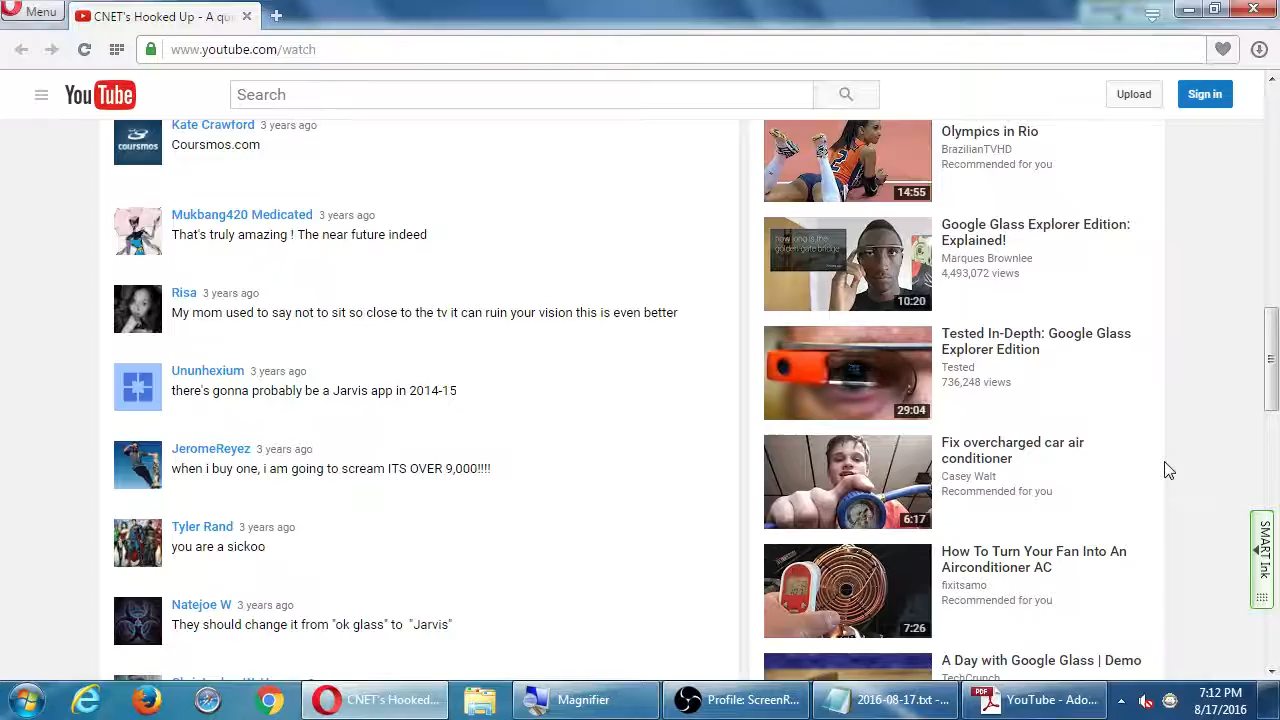 Menu
CNET's Hooked Up - A qu
www.youtube.com/watch
YouTube
Search
Upload
Sign in
Kate Crawford 3 years ago
Coursmos.com
coursmos
Mukbang420 Medicated 3 years ago
That's truly amazing ! The near future indeed
Risa 3 years ago
My mom used to say not to sit so close to the tv it can ruin your vision this is even better
Ununhexium 3 years ago
there's gonna probably be a Jarvis app in 2014-15
JeromeReyez 3 years ago
when i buy one, i am going to scream ITS OVER 9,000!!!!
Tyler Rand 3 years ago
you are a sickoo
Natejoe W 3 years ago
They should change it from "ok glass" to "Jarvis"
Olympics in Rio
BrazilianTVHD
Recommended for you
14:55
Google Glass Explorer Edition:
Explained!
Marques Brownlee
4,493,072 views
how long is the
golden gate bridge
10:20
Tested In-Depth: Google Glass
Explorer Edition
Tested
736,248 views
29:04
Fix overcharged car air
conditioner
Casey Walt
Recommended for you
6:17
How To Turn Your Fan Into An
Airconditioner AC
fixitsamo
Recommended for you
7:26
A Day with Google Glass | Demo
TechCrunch
SMART Ink
CNET's Hooked...
Magnifier
Profile: ScreenR...
2016-08-17.txt -...
PDF
YouTube - Ado...
7:12 PM
8/17/2016